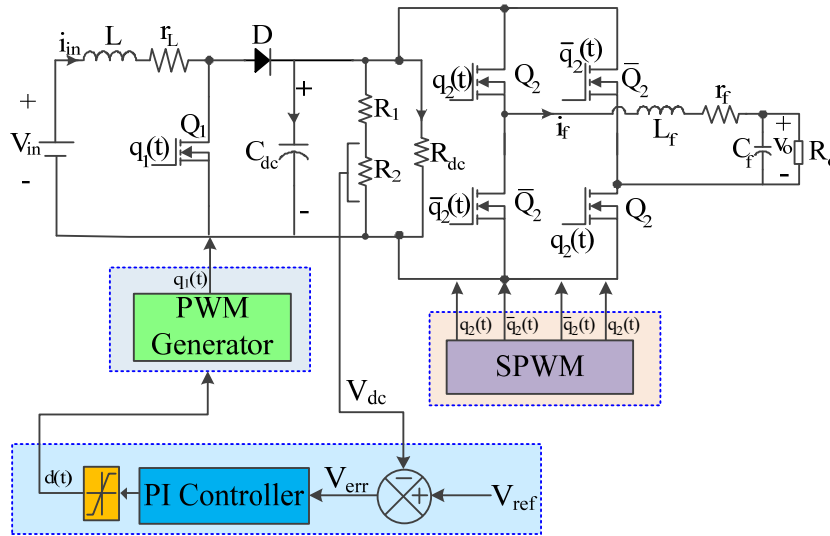 i_in
L
r_L
D
+
V_in
-
Q_1
q_1(t)
+
C_dc
-
R_1
R_2
R_dc
q_2(t)
Q_2
q̅_2(t)
Q̅_2
i_f
L_f
r_f
C_f
+
v_o
-
q̅_2(t)
Q̅_2
Q_2
q_2(t)
q_1(t)
PWM
Generator
q_2(t) q̅_2(t) q̅_2(t) q_2(t)
SPWM
V_dc
d(t)
PI Controller
V_err
−
+
V_ref